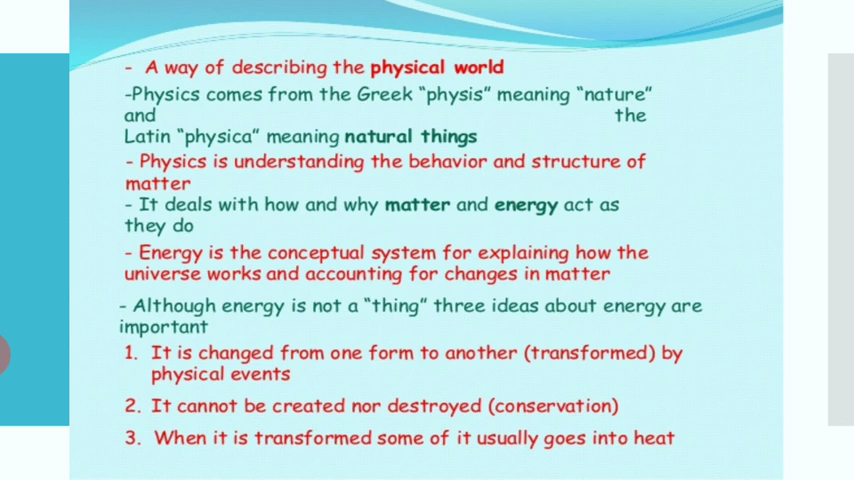 - A way of describing the physical world
-Physics comes from the Greek “physis” meaning “nature”
and the
Latin “physica” meaning natural things
- Physics is understanding the behavior and structure of
matter
- It deals with how and why matter and energy act as
they do
- Energy is the conceptual system for explaining how the
universe works and accounting for changes in matter
- Although energy is not a “thing” three ideas about energy are
important
1. It is changed from one form to another (transformed) by
physical events
2. It cannot be created nor destroyed (conservation)
3. When it is transformed some of it usually goes into heat